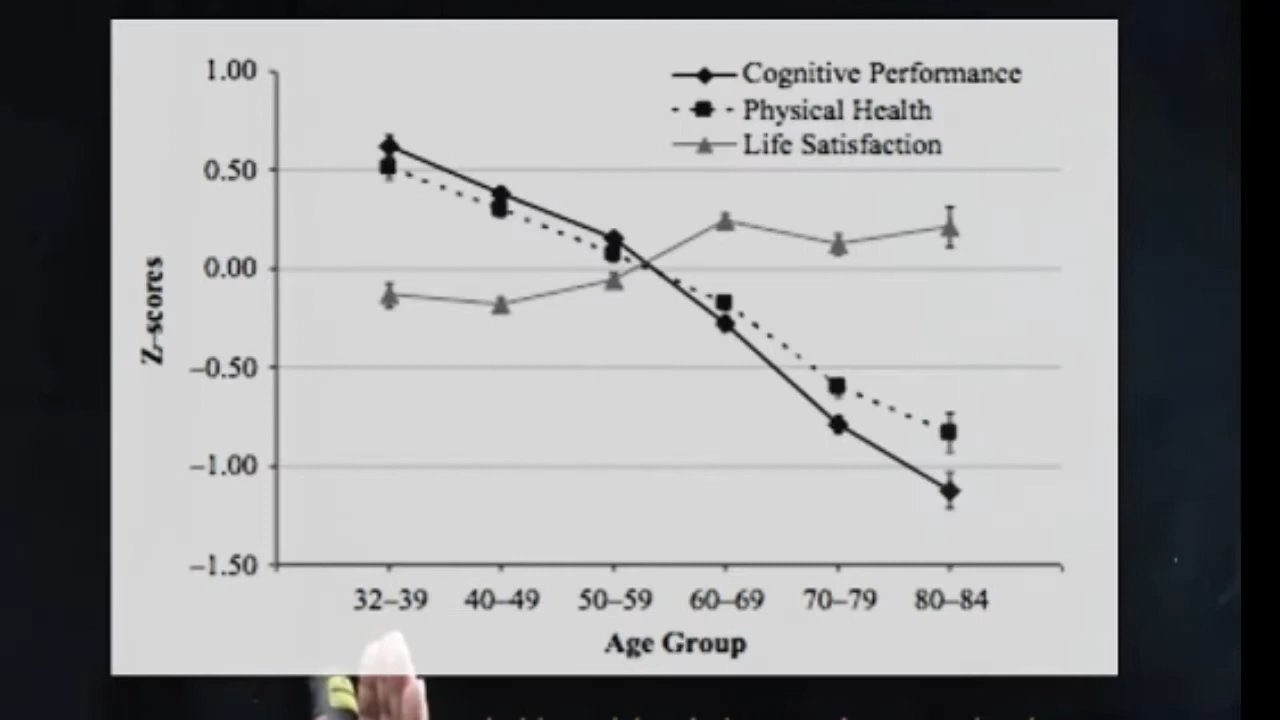 1.00
0.50
0.00
−0.50
−1.00
−1.50
Z-scores
Cognitive Performance
Physical Health
Life Satisfaction
32–39 40–49 50–59 60–69 70–79 80–84
Age Group